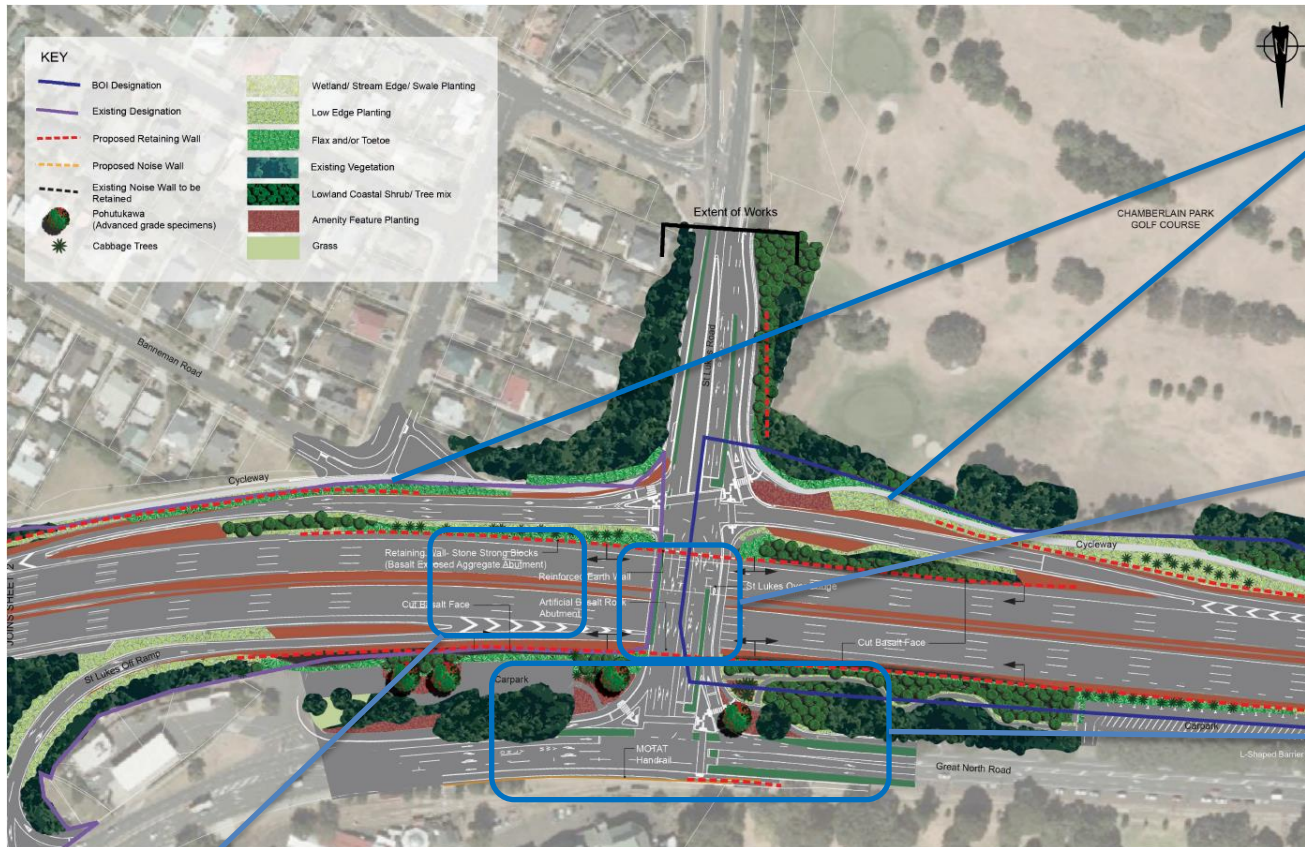 KEY
BOI Designation
Existing Designation
Proposed Retaining Wall
Proposed Noise Wall
Existing Noise Wall to be
Retained
Pohutukawa
(Advanced grade specimens)
Cabbage Trees
Wetland/ Stream Edge/ Swale Planting
Low Edge Planting
Flax and/or Toetoe
Existing Vegetation
Lowland Coastal Shrub/ Tree mix
Amenity Feature Planting
Grass
Extent of Works
CHAMBERLAIN PARK
GOLF COURSE
St Lukes Road
Banneman Road
Cycleway
Cycleway
Retaining Wall- Stone Strong Blocks
(Basalt Exposed Aggregate Abutment)
Reinforced Earth Wall
St Lukes Overbridge
Artificial Basalt Rock
Abutment
Cut Basalt Face
Cut Basalt Face
JOINS SHEET 2
St Lukes Off Ramp
Carpark
Carpark
MOTAT
Handrail
Great North Road
L-Shaped Barrier